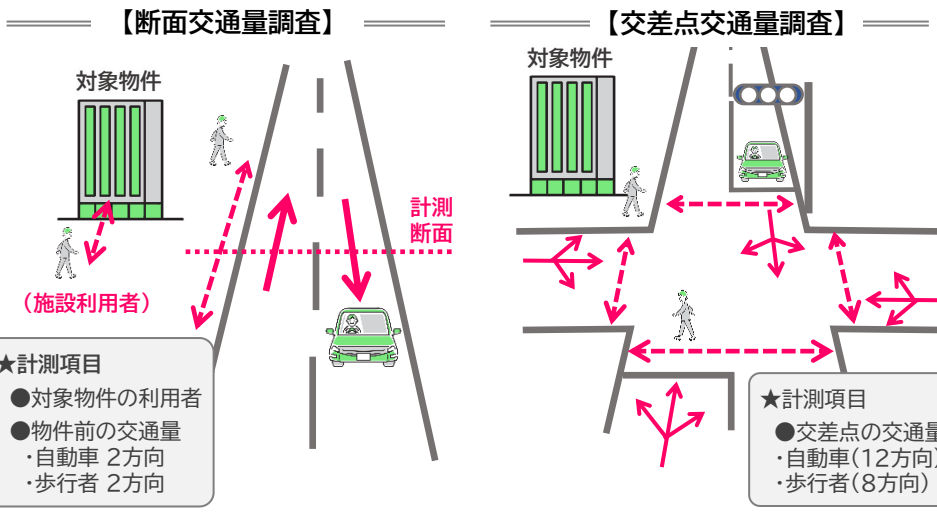 【断面交通量調査】
対象物件
計測
断面
(施設利用者)
★計測項目
●対象物件の利用者
●物件前の交通量
・自動車 2方向
・歩行者 2方向
【交差点交通量調査】
対象物件
★計測項目
●交差点の交通量
・自動車(12方向)
・歩行者(8方向)